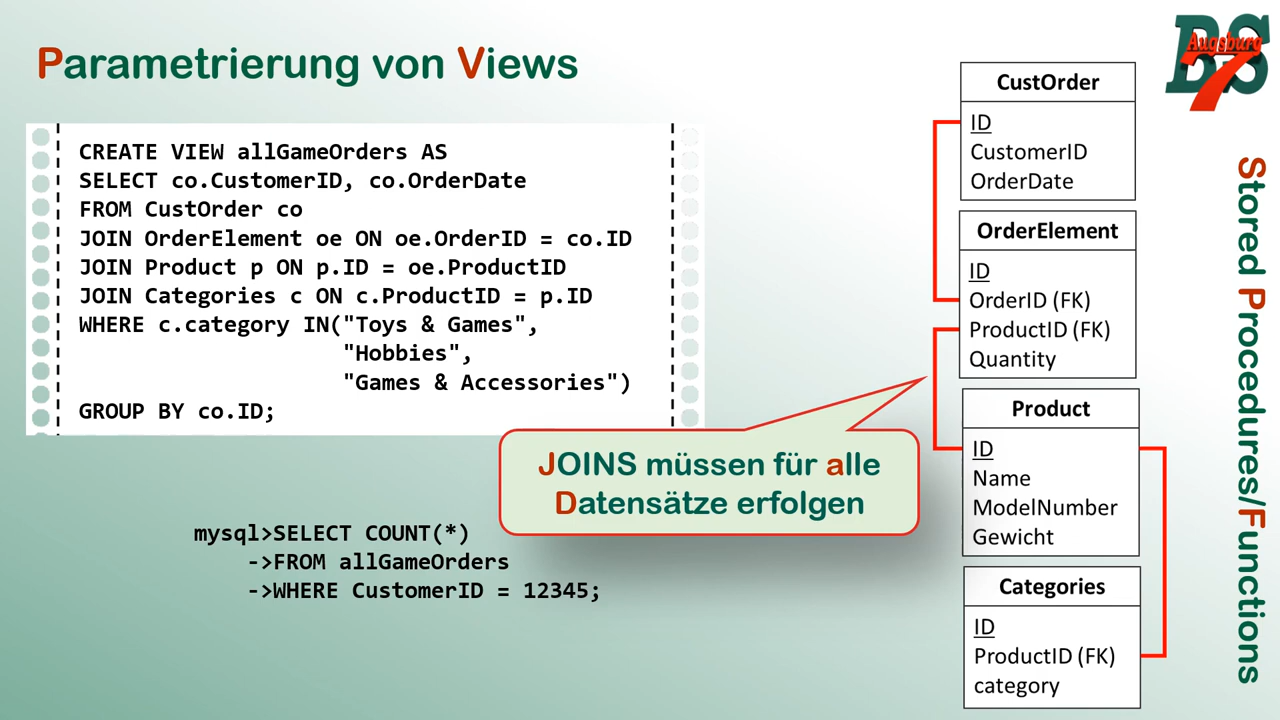 Parametrierung von Views
CREATE VIEW allGameOrders AS
SELECT co.CustomerID, co.OrderDate
FROM CustOrder co
JOIN OrderElement oe ON oe.OrderID = co.ID
JOIN Product p ON p.ID = oe.ProductID
JOIN Categories c ON c.ProductID = p.ID
WHERE c.category IN("Toys & Games",
"Hobbies",
"Games & Accessories")
GROUP BY co.ID;
JOINS müssen für alle
Datensätze erfolgen
mysql>SELECT COUNT(*)
->FROM allGameOrders
->WHERE CustomerID = 12345;
CustOrder
ID
CustomerID
OrderDate
OrderElement
ID
OrderID (FK)
ProductID (FK)
Quantity
Product
ID
Name
ModelNumber
Gewicht
Categories
ID
ProductID (FK)
category
BS
Augsburg
7
Stored Procedures/Functions